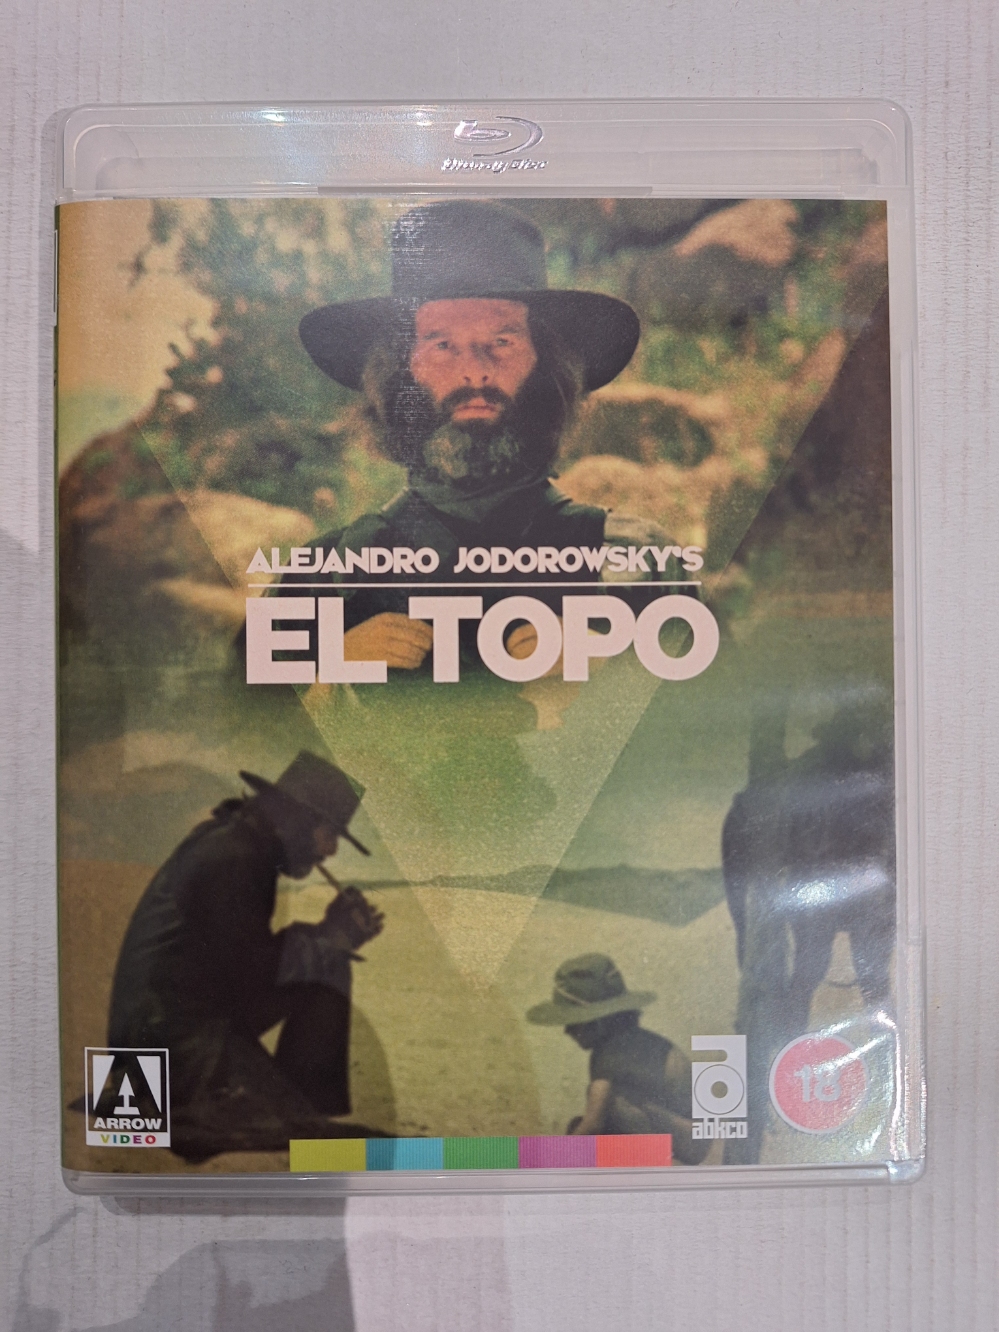 Blu-ray Disc
ALEJANDRO JODOROWSKY'S
EL TOPO
ARROW
VIDEO
abkco
18